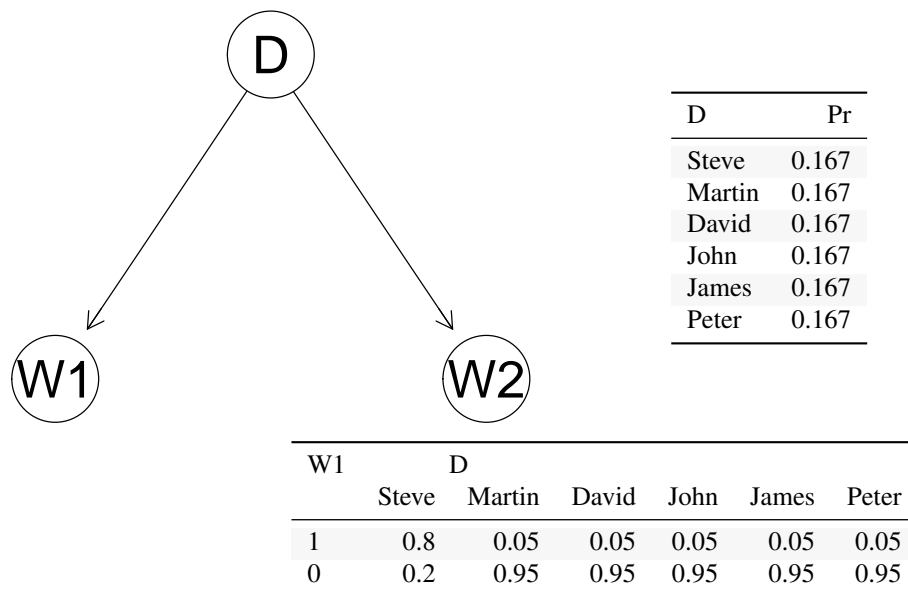 D
D Pr
Steve 0.167
Martin 0.167
David 0.167
John 0.167
James 0.167
Peter 0.167
W1 W2
W1 D
Steve Martin David John James Peter
1 0.8 0.05 0.05 0.05 0.05 0.05
0 0.2 0.95 0.95 0.95 0.95 0.95